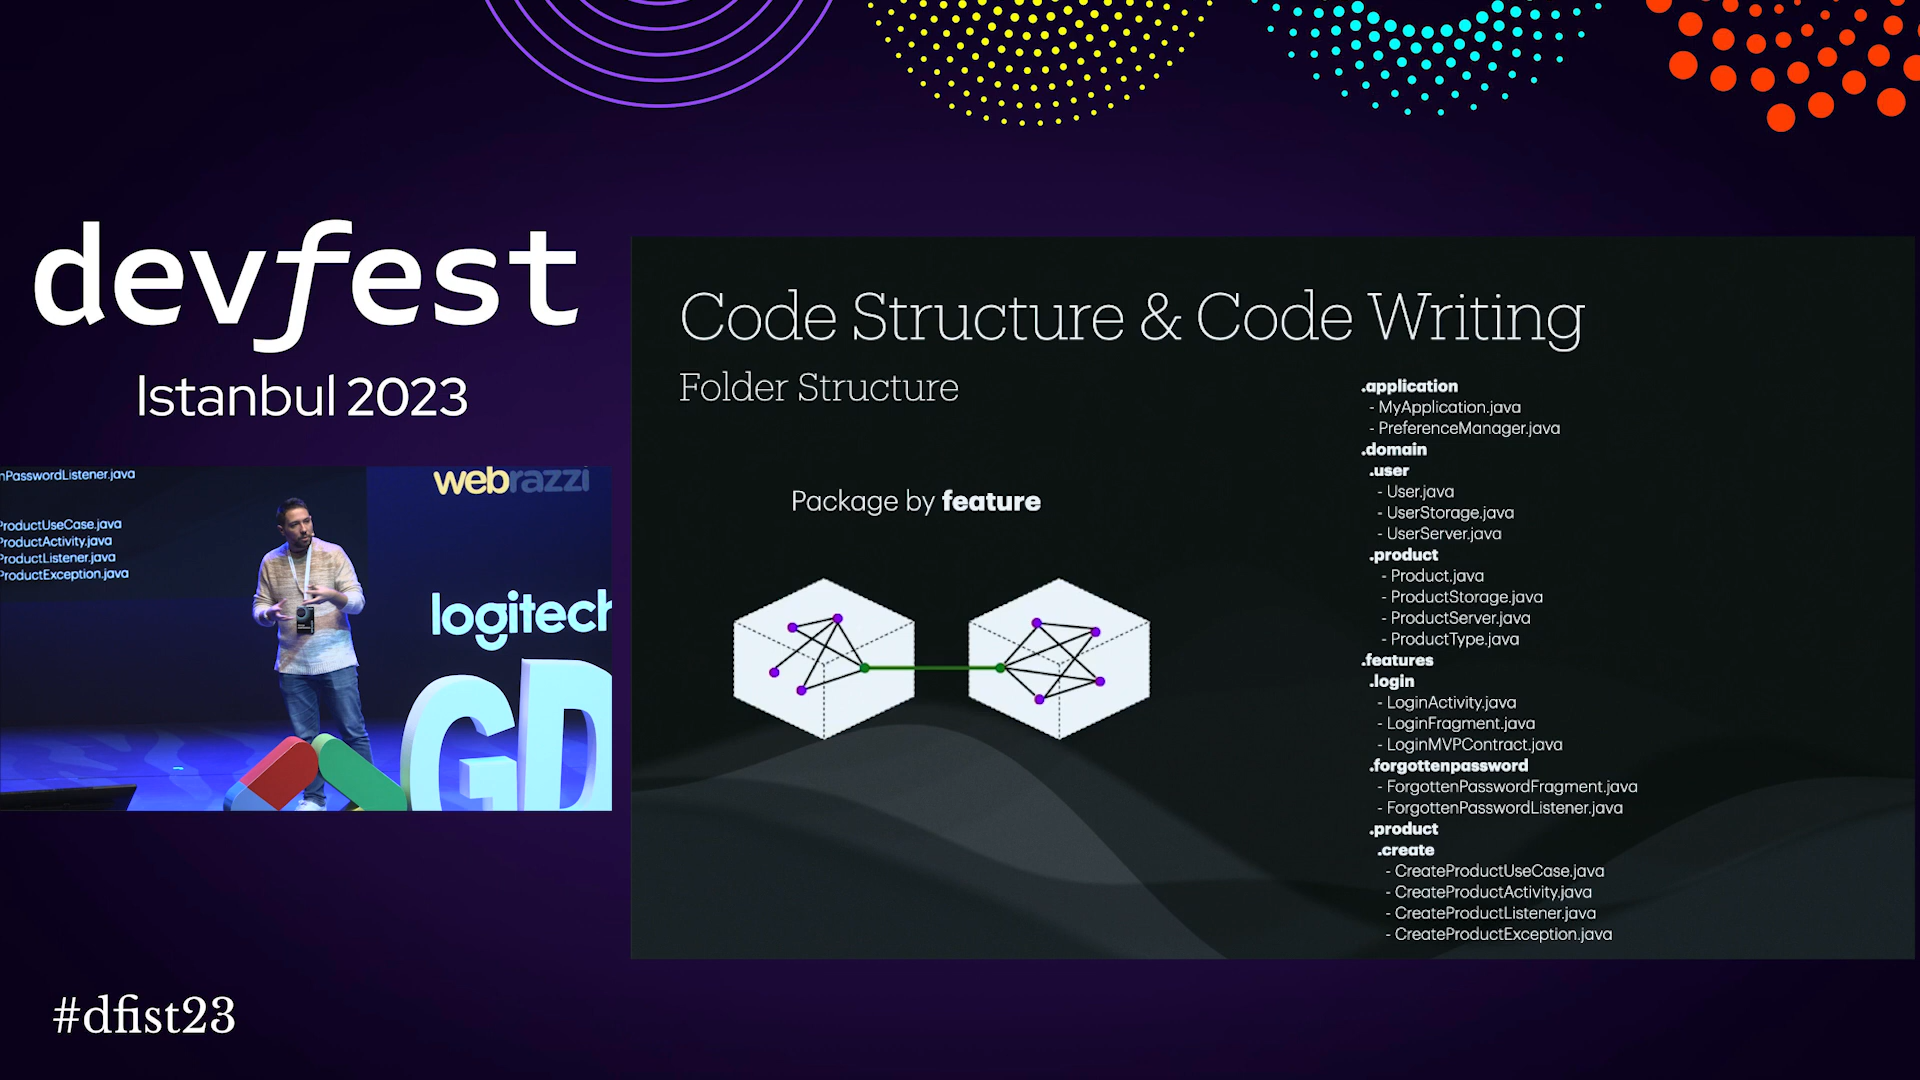 devfest
Istanbul 2023
PasswordListener.java
ProductUseCase.java
ProductActivity.java
ProductListener.java
ProductException.java
webrazzi
logitech
GD
#dfist23
Code Structure & Code Writing
Folder Structure
Package by feature
.application
- MyApplication.java
- PreferenceManager.java
.domain
.user
- User.java
- UserStorage.java
- UserServer.java
.product
- Product.java
- ProductStorage.java
- ProductServer.java
- ProductType.java
.features
.login
- LoginActivity.java
- LoginFragment.java
- LoginMVPContract.java
.forgottenpassword
- ForgottenPasswordFragment.java
- ForgottenPasswordListener.java
.product
.create
- CreateProductUseCase.java
- CreateProductActivity.java
- CreateProductListener.java
- CreateProductException.java